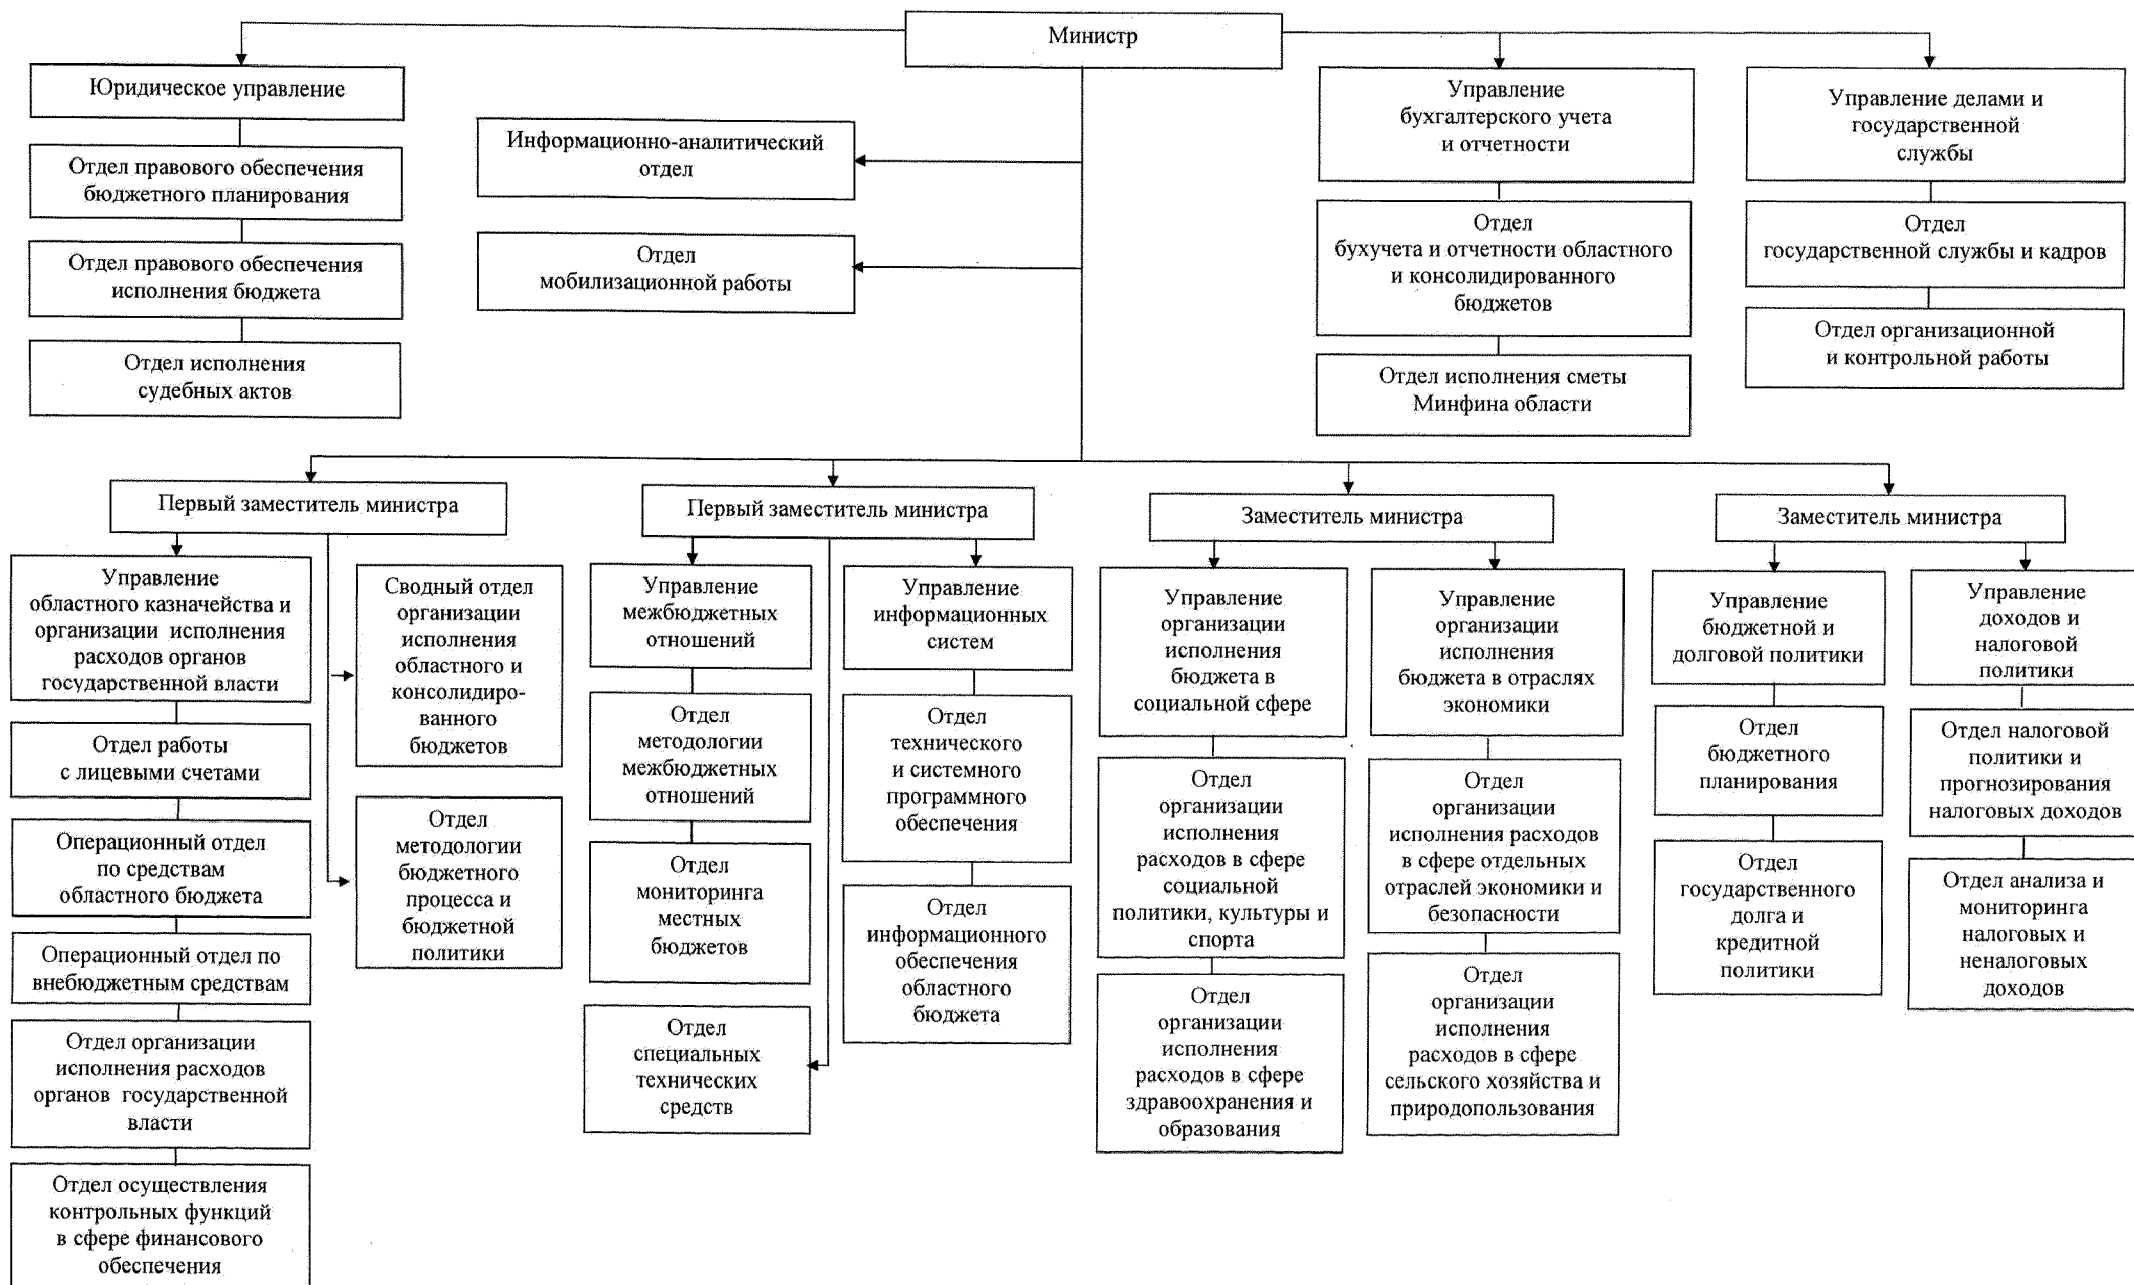 Министр
Юридическое управление
Отдел правового обеспечения
бюджетного планирования
Отдел правового обеспечения
исполнения бюджета
Отдел исполнения
судебных актов
Информационно-аналитический
отдел
Отдел
мобилизационной работы
Управление
бухгалтерского учета
и отчетности
Отдел
бухучета и отчетности областного
и консолидированного
бюджетов
Отдел исполнения сметы
Минфина области
Управление делами и
государственной
службы
Отдел
государственной службы и кадров
Отдел организационной
и контрольной работы
Первый заместитель министра
Управление
областного казначейства и
организации исполнения
расходов органов
государственной власти
Отдел работы
с лицевыми счетами
Операционный отдел
по средствам
областного бюджета
Операционный отдел по
внебюджетным средствам
Отдел организации
исполнения расходов
органов государственной
власти
Отдел осуществления
контрольных функций
в сфере финансового
обеспечения
Сводный отдел
организации
исполнения
областного и
консолидиро-
ванного
бюджетов
Отдел
методологии
бюджетного
процесса и
бюджетной
политики
Первый заместитель министра
Управление
межбюджетных
отношений
Отдел
методологии
межбюджетных
отношений
Отдел
мониторинга
местных
бюджетов
Отдел
специальных
технических
средств
Управление
информационных
систем
Отдел
технического
и системного
программного
обеспечения
Отдел
информационного
обеспечения
областного
бюджета
Заместитель министра
Управление
организации
исполнения
бюджета в
социальной сфере
Отдел
организации
исполнения
расходов в сфере
социальной
политики, культуры и
спорта
Отдел
организации
исполнения
расходов в сфере
здравоохранения и
образования
Управление
организации
исполнения
бюджета в отраслях
экономики
Отдел
организации
исполнения расходов
в сфере отдельных
отраслей экономики и
безопасности
Отдел
организации
исполнения
расходов в сфере
сельского хозяйства и
природопользования
Заместитель министра
Управление
бюджетной и
долговой политики
Отдел
бюджетного
планирования
Отдел
государственного
долга и
кредитной
политики
Управление
доходов и
налоговой
политики
Отдел налоговой
политики и
прогнозирования
налоговых доходов
Отдел анализа и
мониторинга
налоговых и
неналоговых
доходов